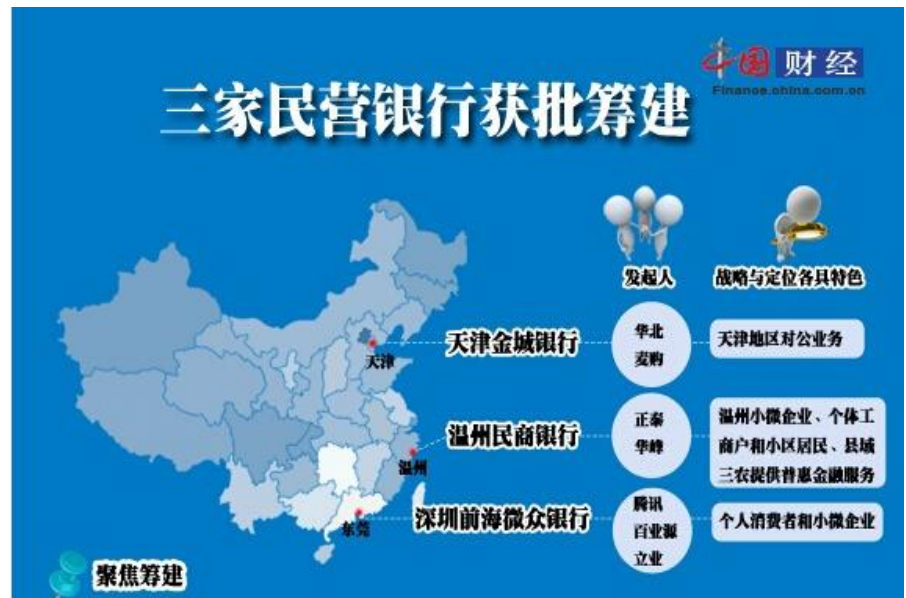 中国财经
Finance.china.com.cn
三家民营银行获批筹建
发起人
战略与定位各具特色
天津
天津金城银行
华北
麦购
天津地区对公业务
温州
温州民商银行
正泰
华峰
温州小微企业、个体工
商户和小区居民、县域
三农提供普惠金融服务
东莞
深圳前海微众银行
腾讯
百业源
立业
个人消费者和小微企业
聚焦筹建